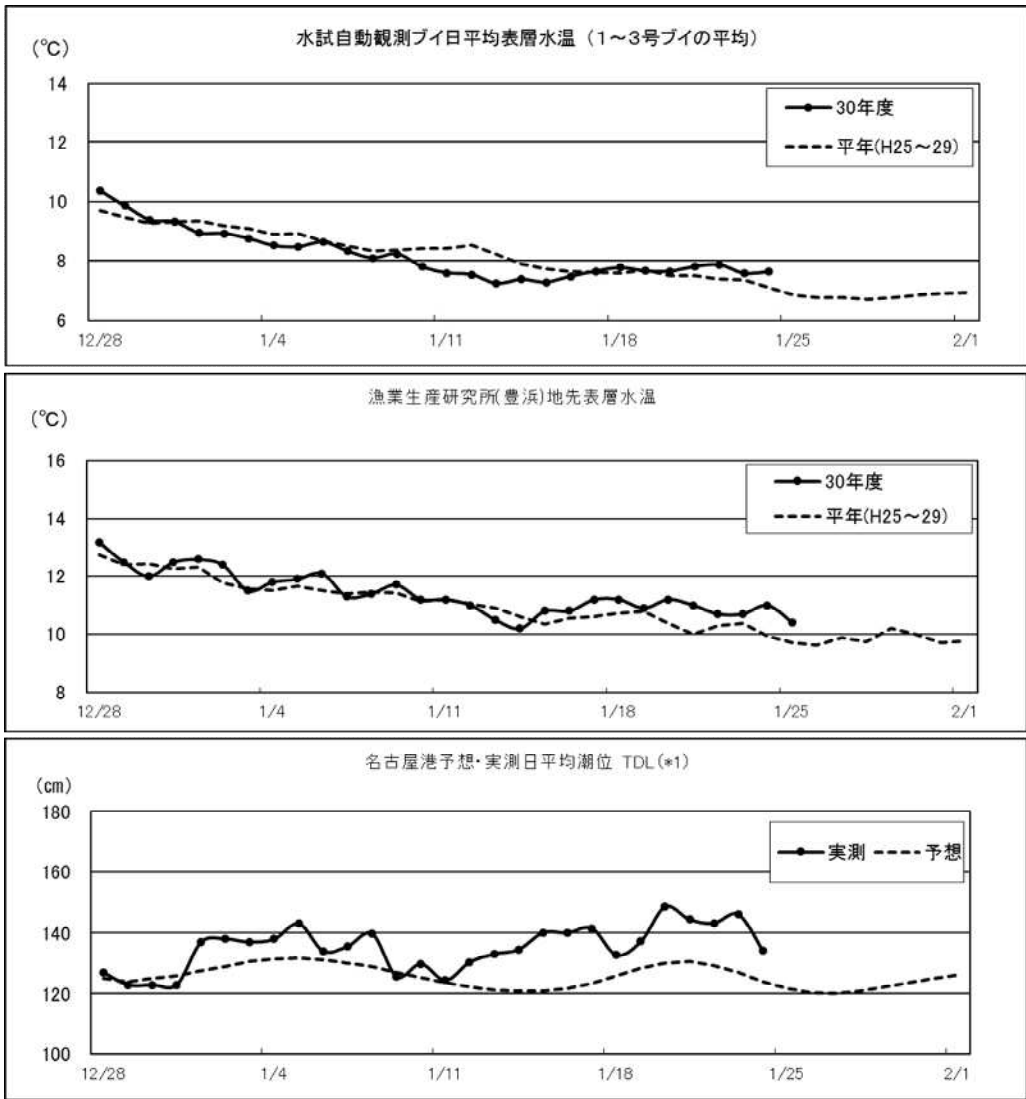 水試自動観測ブイ日平均表層水温（1～3号ブイの平均）
(℃)
14
12
10
8
6
12/28 1/4 1/11 1/18 1/25 2/1
30年度
平年(H25～29)
漁業生産研究所(豊浜)地先表層水温
(℃)
16
14
12
10
8
12/28 1/4 1/11 1/18 1/25 2/1
30年度
平年(H25～29)
名古屋港予想・実測日平均潮位 TDL(*1)
(cm)
180
160
140
120
100
12/28 1/4 1/11 1/18 1/25 2/1
実測 予想